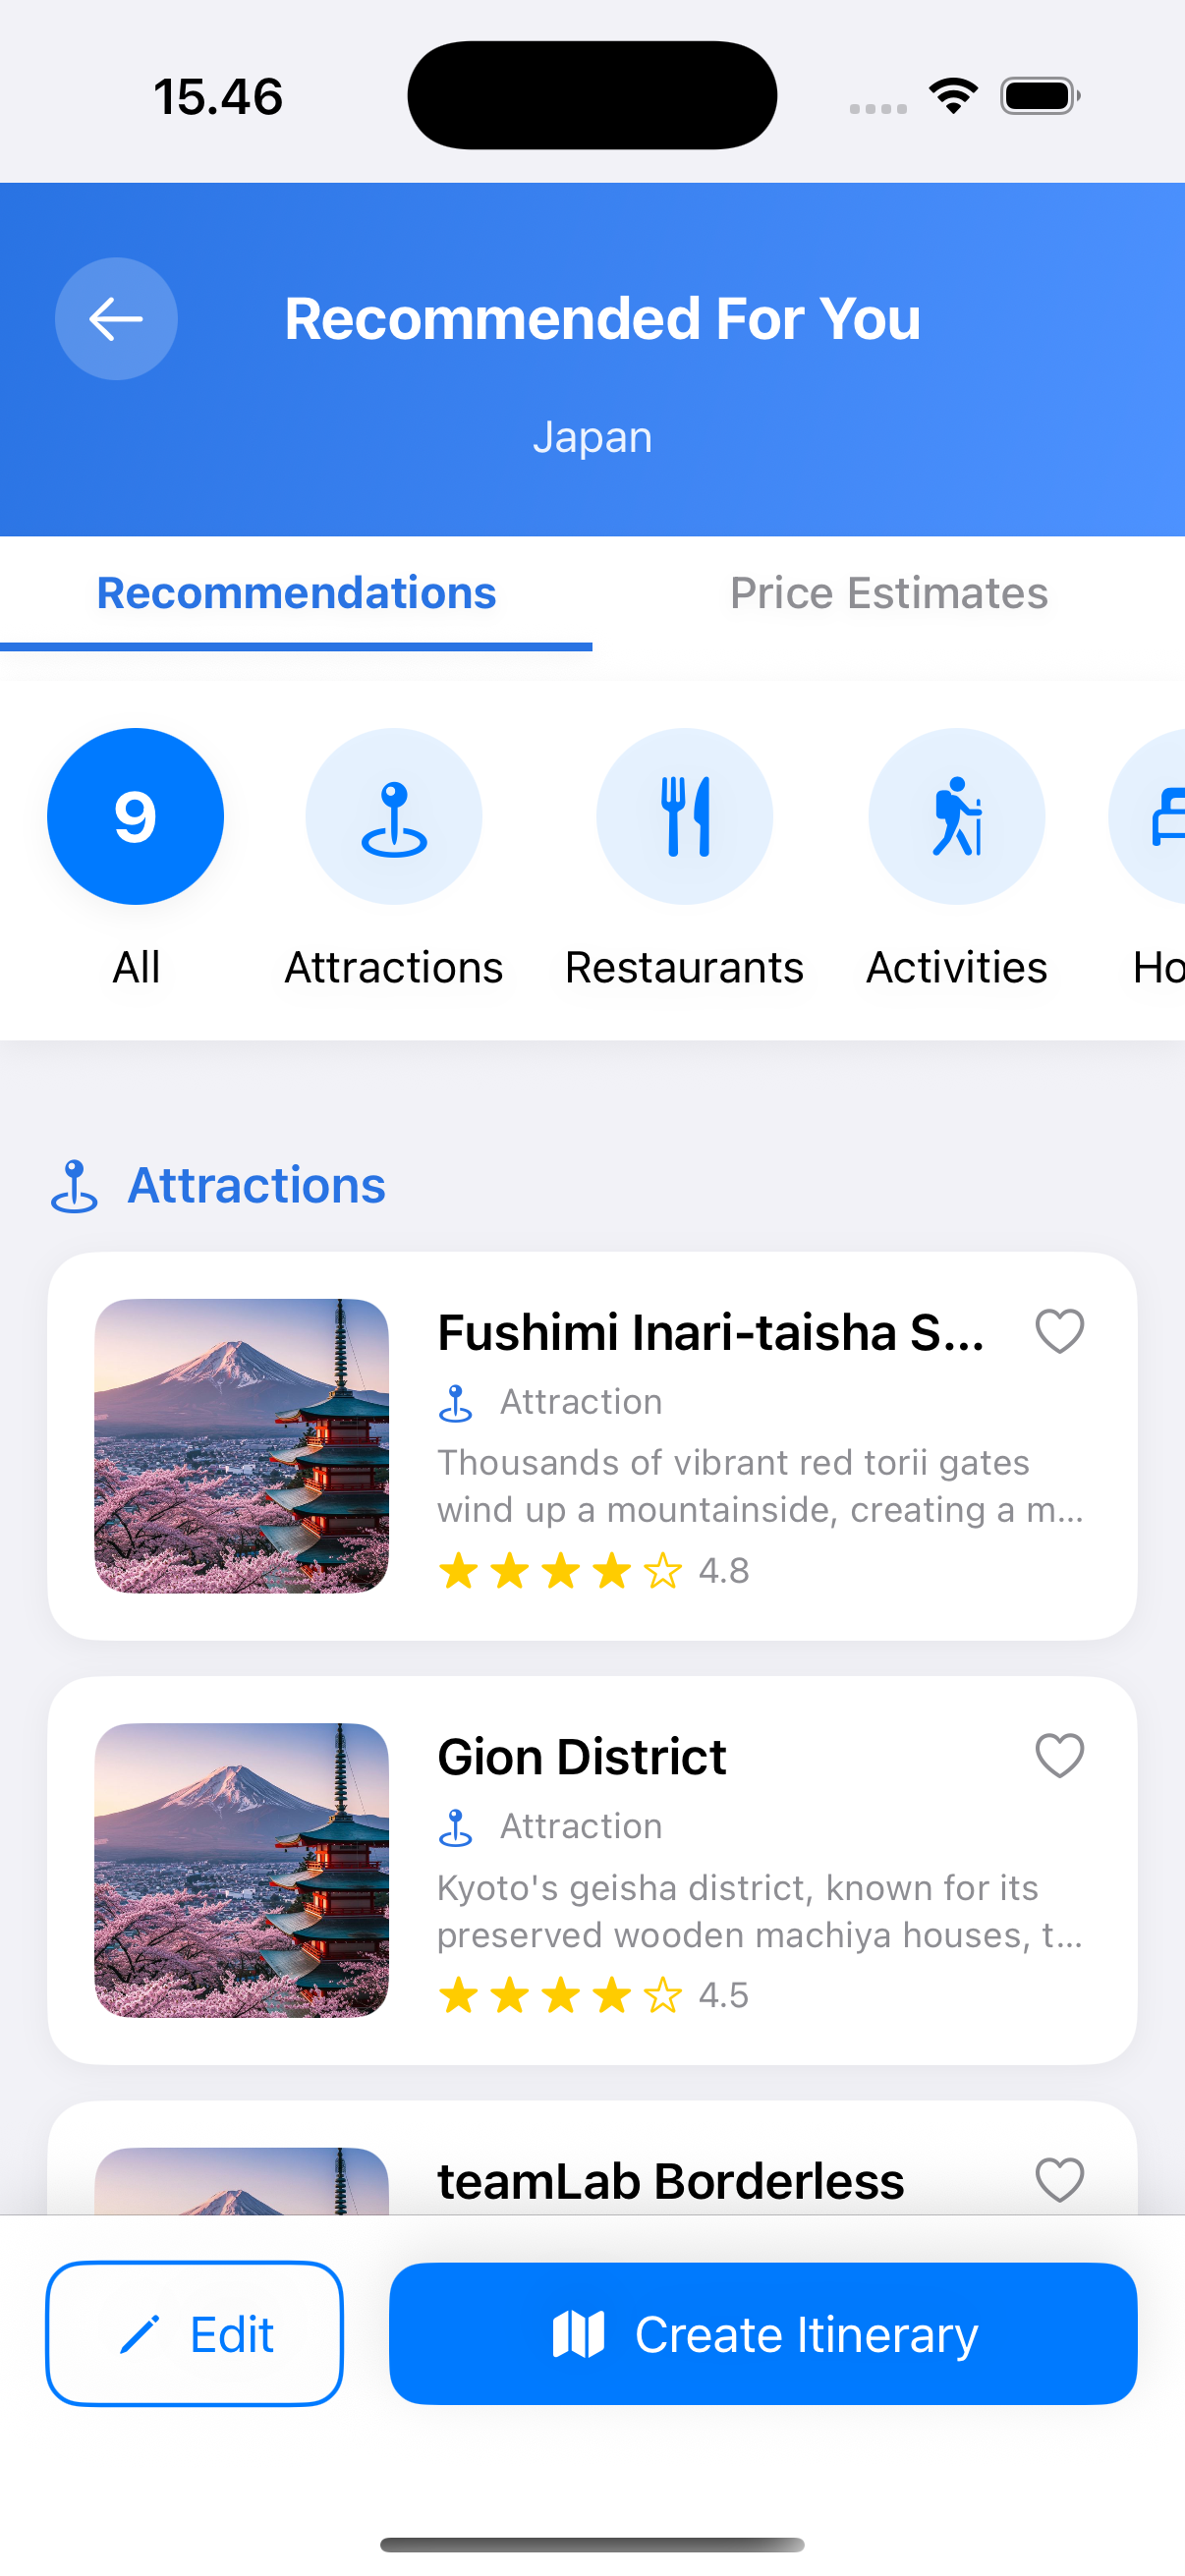 15.46
Recommended For You
Japan
Recommendations
Price Estimates
9
All
Attractions
Restaurants
Activities
Ho
Attractions
Fushimi Inari-taisha S...
Attraction
Thousands of vibrant red torii gates
wind up a mountainside, creating a m...
4.8
Gion District
Attraction
Kyoto's geisha district, known for its
preserved wooden machiya houses, t...
4.5
teamLab Borderless
Edit
Create Itinerary